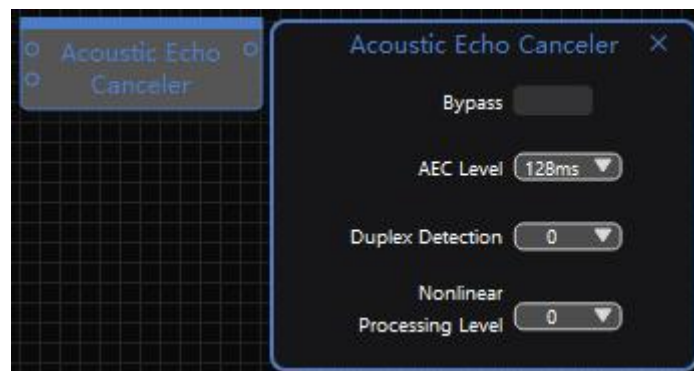 Acoustic Echo
Canceler
Acoustic Echo Canceler ×
Bypass
AEC Level 128ms
Duplex Detection 0
Nonlinear
Processing Level 0